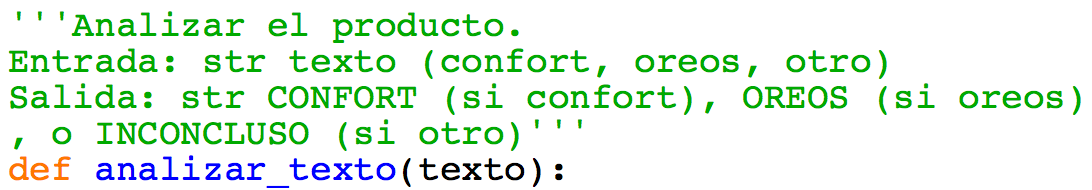 '''Analizar el producto.
Entrada: str texto (confort, oreos, otro)
Salida: str CONFORT (si confort), OREOS (si oreos)
, o INCONCLUSO (si otro)'''
def analizar_texto(texto):